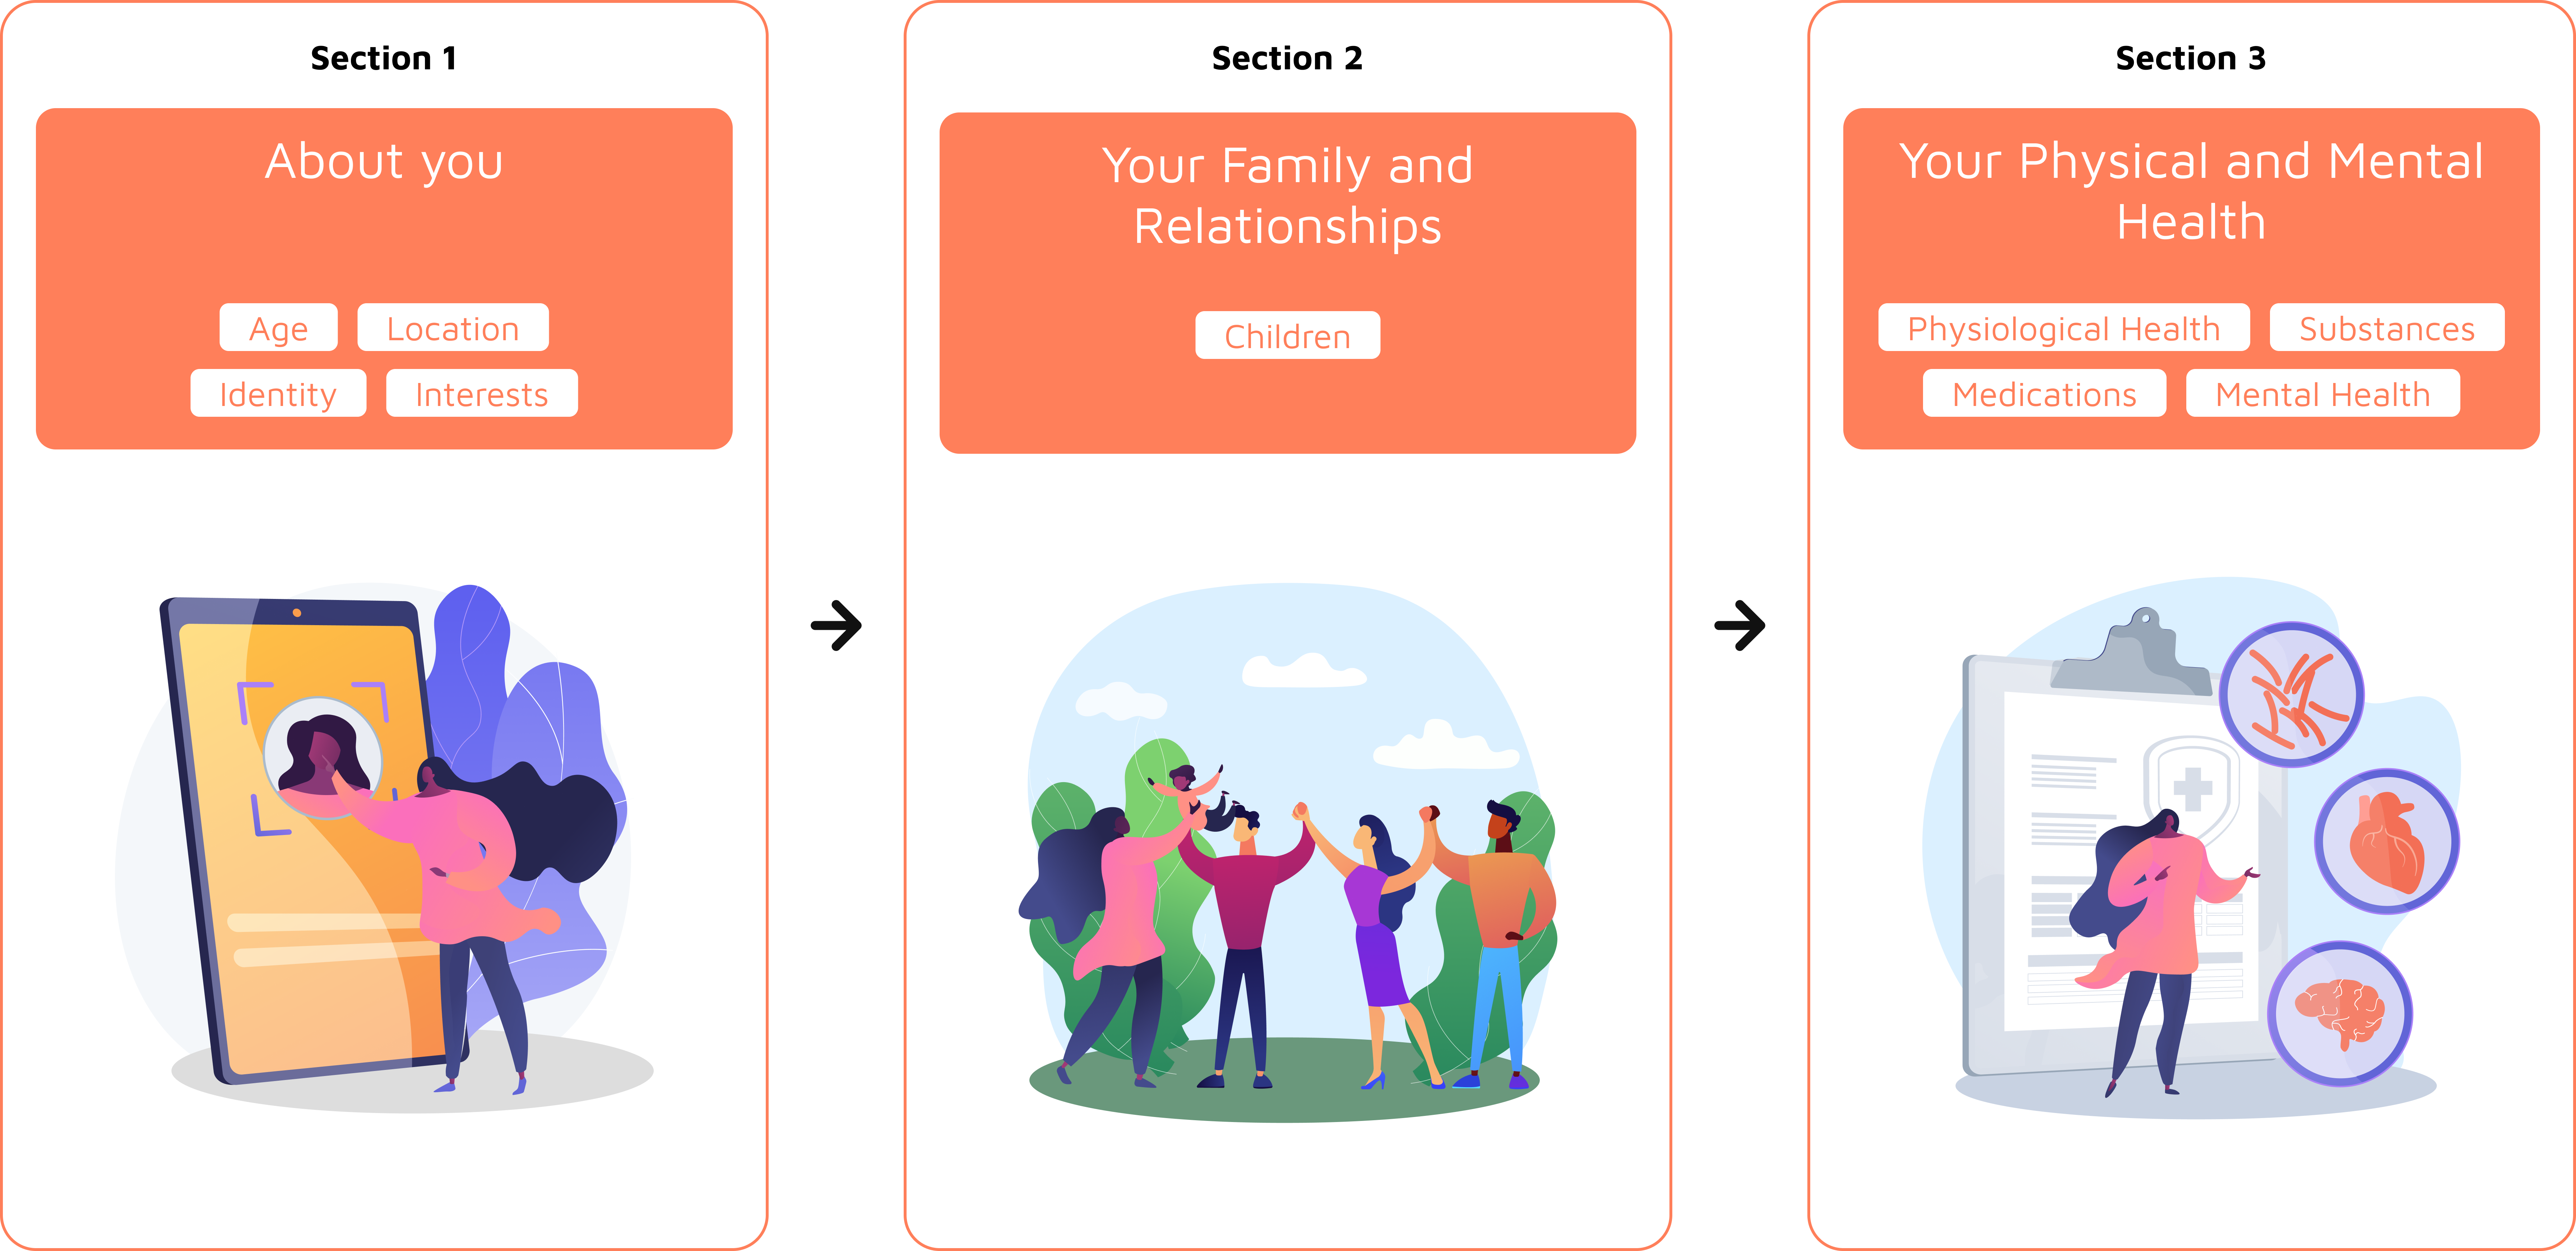 Section 1
About you
Age
Location
Identity
Interests
Section 2
Your Family and
Relationships
Children
Section 3
Your Physical and Mental
Health
Physiological Health
Substances
Medications
Mental Health